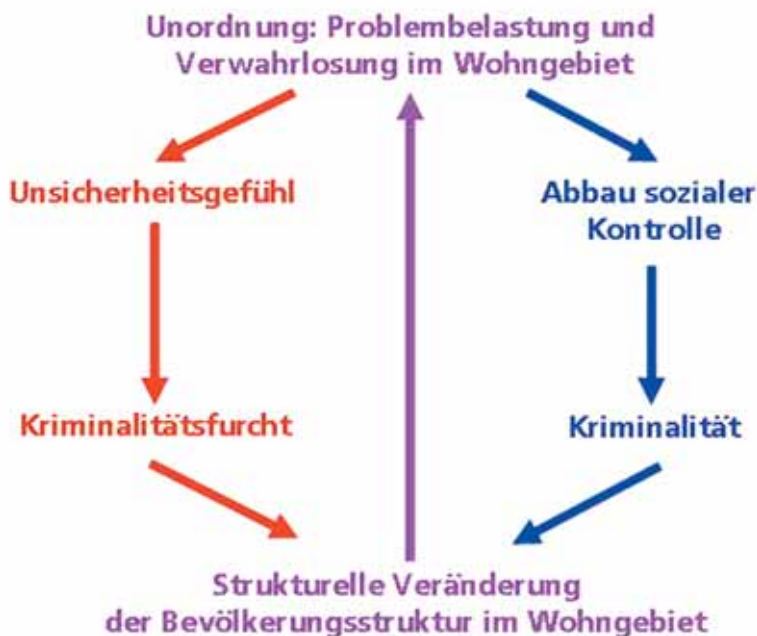 Unordnung: Problembelastung und
Verwahrlosung im Wohngebiet
Unsicherheitsgefühl
Abbau sozialer
Kontrolle
Kriminalitätsfurcht
Kriminalität
Strukturelle Veränderung
der Bevölkerungsstruktur im Wohngebiet